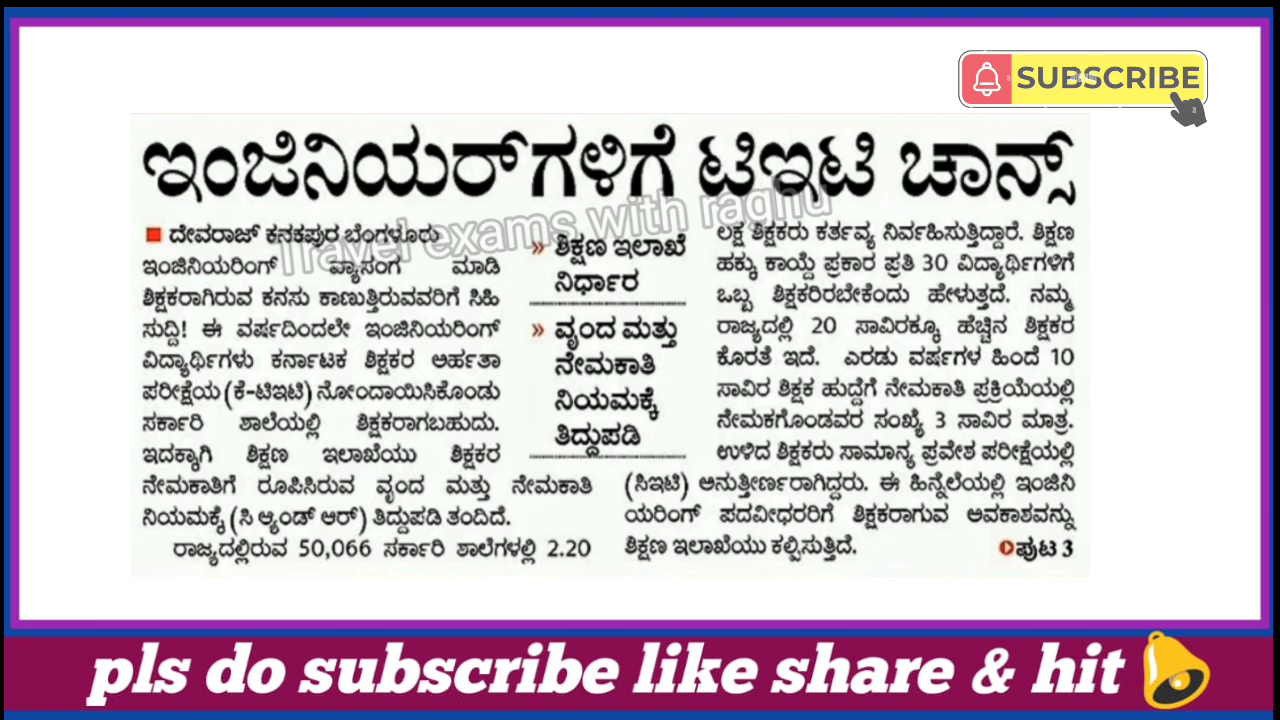 SUBSCRIBE
ಇಂಜಿನಿಯರ್‌ಗಳಿಗೆ ಟಿಇಟಿ ಚಾನ್ಸ್
Travel exams with raghu
ದೇವರಾಜ್ ಕನಕಪುರ ಬೆಂಗಳೂರು
ಇಂಜಿನಿಯರಿಂಗ್ ವ್ಯಾಸಂಗ ಮಾಡಿ
ಶಿಕ್ಷಕರಾಗಿರುವ ಕನಸು ಕಾಣುತ್ತಿರುವವರಿಗೆ ಸಿಹಿ
ಸುದ್ದಿ! ಈ ವರ್ಷದಿಂದಲೇ ಇಂಜಿನಿಯರಿಂಗ್
ವಿದ್ಯಾರ್ಥಿಗಳು ಕರ್ನಾಟಕ ಶಿಕ್ಷಕರ ಅರ್ಹತಾ
ಪರೀಕ್ಷೆಯ (ಕೆ-ಟಿಇಟಿ) ನೋಂದಾಯಿಸಿಕೊಂಡು
ಸರ್ಕಾರಿ ಶಾಲೆಯಲ್ಲಿ ಶಿಕ್ಷಕರಾಗಬಹುದು.
ಇದಕ್ಕಾಗಿ ಶಿಕ್ಷಣ ಇಲಾಖೆಯು ಶಿಕ್ಷಕರ
ನೇಮಕಾತಿಗೆ ರೂಪಿಸಿರುವ ವೃಂದ ಮತ್ತು ನೇಮಕಾತಿ
ನಿಯಮಕ್ಕೆ (ಸಿ ಆ್ಯಂಡ್ ಆರ್) ತಿದ್ದುಪಡಿ ತಂದಿದೆ.
ರಾಜ್ಯದಲ್ಲಿರುವ 50,066 ಸರ್ಕಾರಿ ಶಾಲೆಗಳಲ್ಲಿ 2.20
» ಶಿಕ್ಷಣ ಇಲಾಖೆ
ನಿರ್ಧಾರ
» ವೃಂದ ಮತ್ತು
ನೇಮಕಾತಿ
ನಿಯಮಕ್ಕೆ
ತಿದ್ದುಪಡಿ
ಲಕ್ಷ ಶಿಕ್ಷಕರು ಕರ್ತವ್ಯ ನಿರ್ವಹಿಸುತ್ತಿದ್ದಾರೆ. ಶಿಕ್ಷಣ
ಹಕ್ಕು ಕಾಯ್ದೆ ಪ್ರಕಾರ ಪ್ರತಿ 30 ವಿದ್ಯಾರ್ಥಿಗಳಿಗೆ
ಒಬ್ಬ ಶಿಕ್ಷಕರಿರಬೇಕೆಂದು ಹೇಳುತ್ತದೆ. ನಮ್ಮ
ರಾಜ್ಯದಲ್ಲಿ 20 ಸಾವಿರಕ್ಕೂ ಹೆಚ್ಚಿನ ಶಿಕ್ಷಕರ
ಕೊರತೆ ಇದೆ. ಎರಡು ವರ್ಷಗಳ ಹಿಂದೆ 10
ಸಾವಿರ ಶಿಕ್ಷಕ ಹುದ್ದೆಗೆ ನೇಮಕಾತಿ ಪ್ರಕ್ರಿಯೆಯಲ್ಲಿ
ನೇಮಕಗೊಂಡವರ ಸಂಖ್ಯೆ 3 ಸಾವಿರ ಮಾತ್ರ.
ಉಳಿದ ಶಿಕ್ಷಕರು ಸಾಮಾನ್ಯ ಪ್ರವೇಶ ಪರೀಕ್ಷೆಯಲ್ಲಿ
(ಸಿಇಟಿ) ಅನುತ್ತೀರ್ಣರಾಗಿದ್ದರು. ಈ ಹಿನ್ನೆಲೆಯಲ್ಲಿ ಇಂಜಿನಿ
ಯರಿಂಗ್ ಪದವೀಧರರಿಗೆ ಶಿಕ್ಷಕರಾಗುವ ಅವಕಾಶವನ್ನು
ಶಿಕ್ಷಣ ಇಲಾಖೆಯು ಕಲ್ಪಿಸುತ್ತಿದೆ.
ಪುಟ 3
pls do subscribe like share & hit